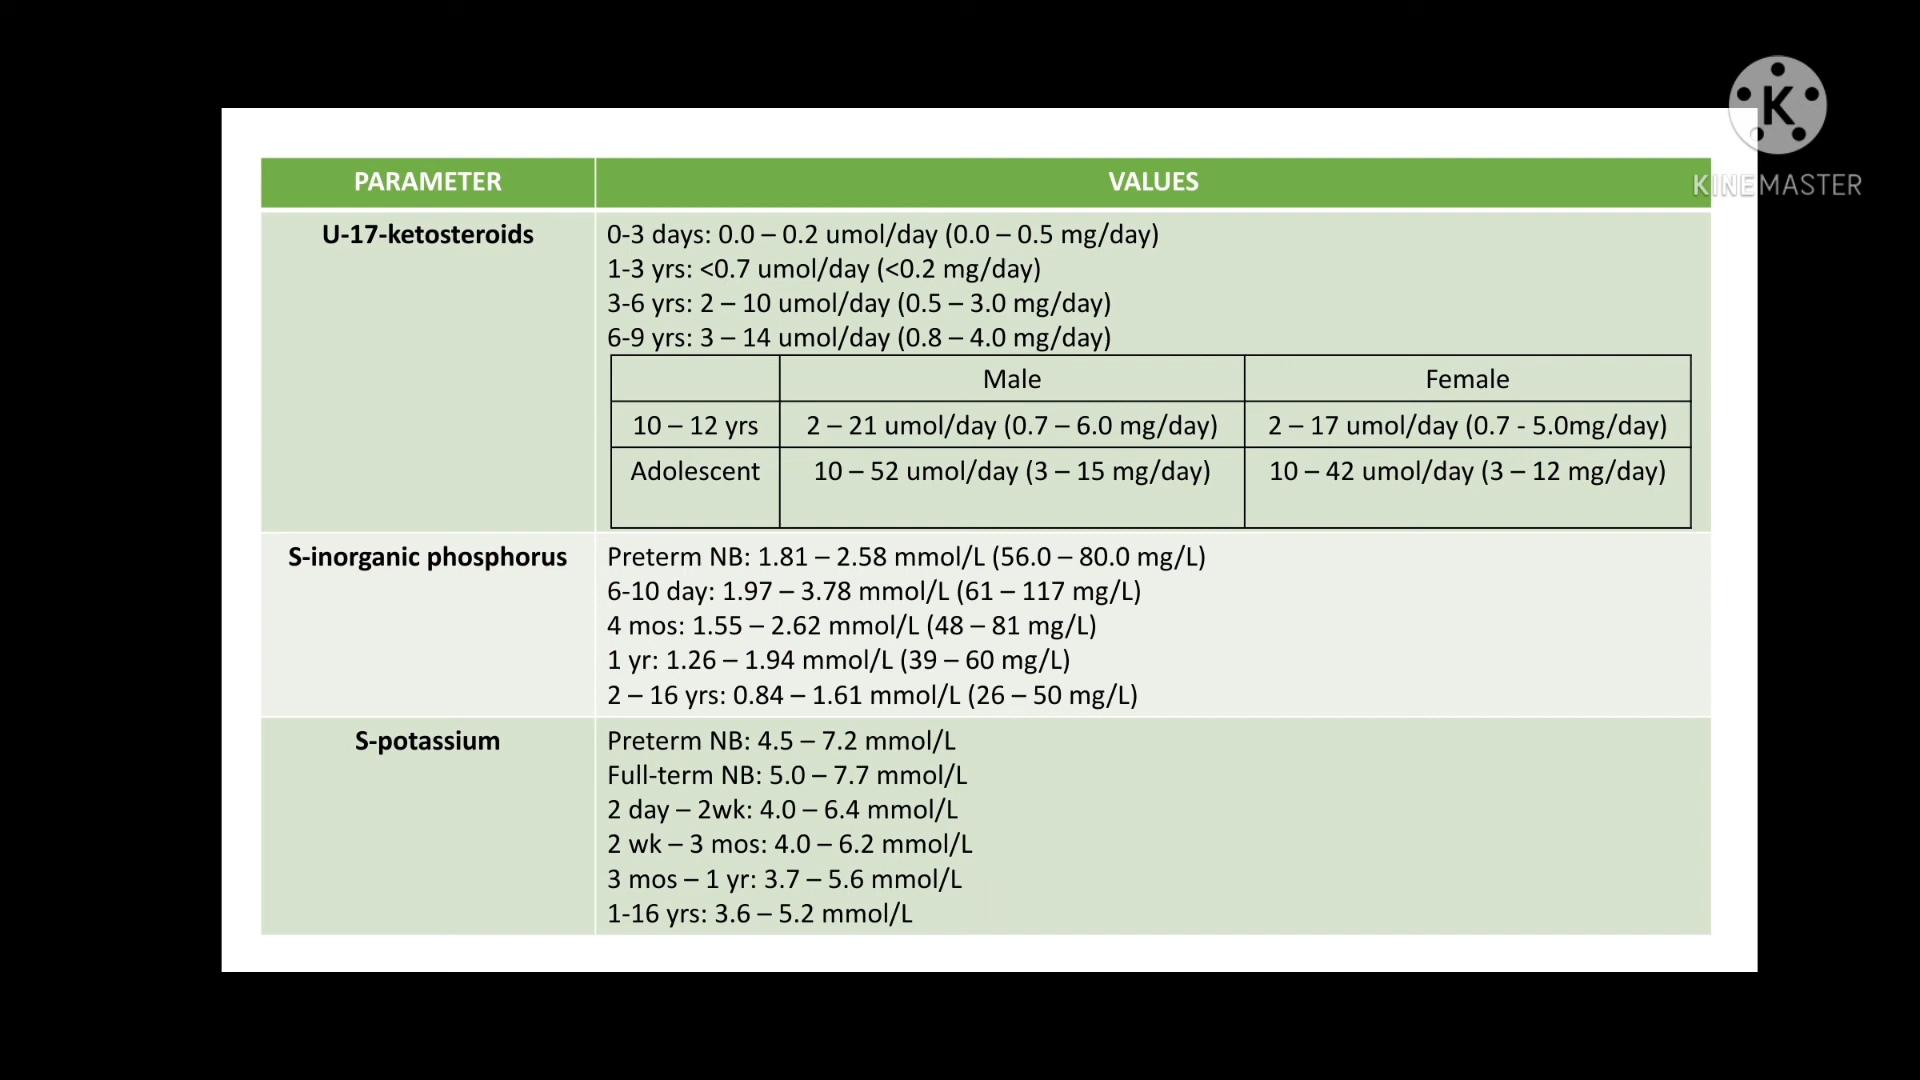 K
KINEMASTER
PARAMETER VALUES
U-17-ketosteroids
0-3 days: 0.0 – 0.2 umol/day (0.0 – 0.5 mg/day)
1-3 yrs: <0.7 umol/day (<0.2 mg/day)
3-6 yrs: 2 – 10 umol/day (0.5 – 3.0 mg/day)
6-9 yrs: 3 – 14 umol/day (0.8 – 4.0 mg/day)
Male Female
10 – 12 yrs 2 – 21 umol/day (0.7 – 6.0 mg/day) 2 – 17 umol/day (0.7 - 5.0mg/day)
Adolescent 10 – 52 umol/day (3 – 15 mg/day) 10 – 42 umol/day (3 – 12 mg/day)
S-inorganic phosphorus
Preterm NB: 1.81 – 2.58 mmol/L (56.0 – 80.0 mg/L)
6-10 day: 1.97 – 3.78 mmol/L (61 – 117 mg/L)
4 mos: 1.55 – 2.62 mmol/L (48 – 81 mg/L)
1 yr: 1.26 – 1.94 mmol/L (39 – 60 mg/L)
2 – 16 yrs: 0.84 – 1.61 mmol/L (26 – 50 mg/L)
S-potassium
Preterm NB: 4.5 – 7.2 mmol/L
Full-term NB: 5.0 – 7.7 mmol/L
2 day – 2wk: 4.0 – 6.4 mmol/L
2 wk – 3 mos: 4.0 – 6.2 mmol/L
3 mos – 1 yr: 3.7 – 5.6 mmol/L
1-16 yrs: 3.6 – 5.2 mmol/L